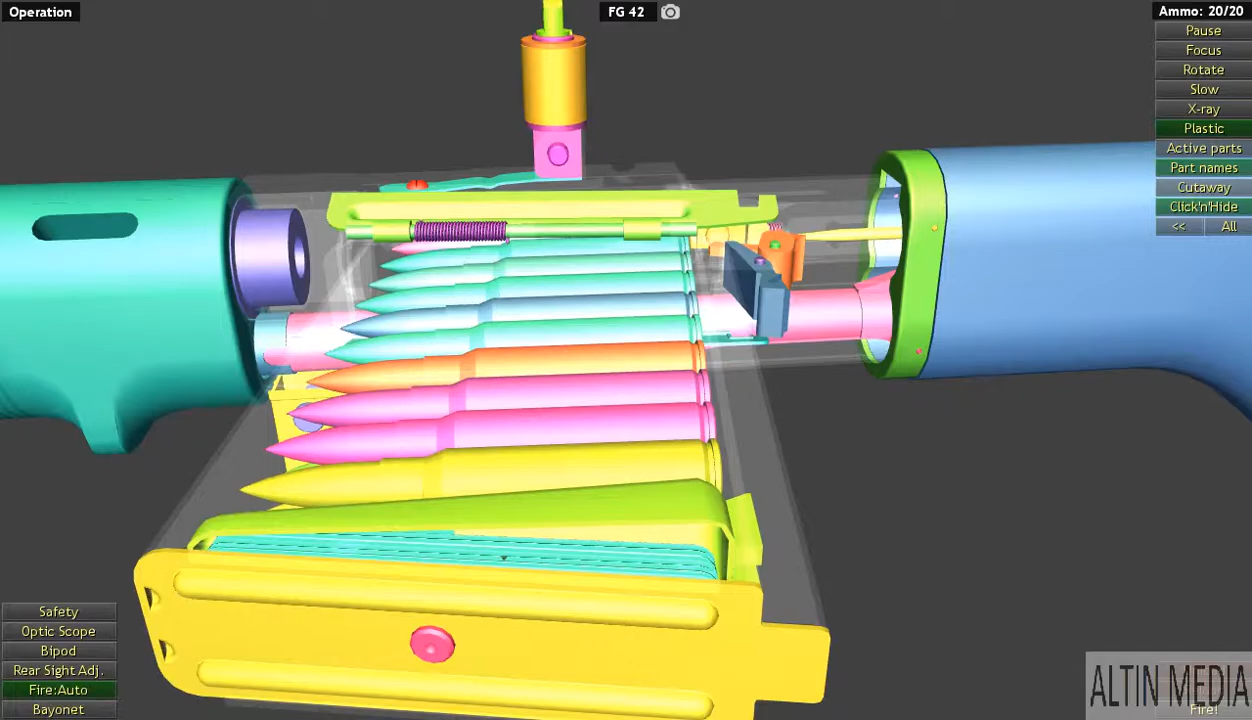 Operation
FG 42
Ammo: 20/20
Pause
Focus
Rotate
Slow
X-ray
Plastic
Active parts
Part names
Cutaway
Click'n'Hide
<< All
Safety
Optic Scope
Bipod
Rear Sight Adj.
Fire:Auto
Bayonet
ALTIN MEDIA
Fire!